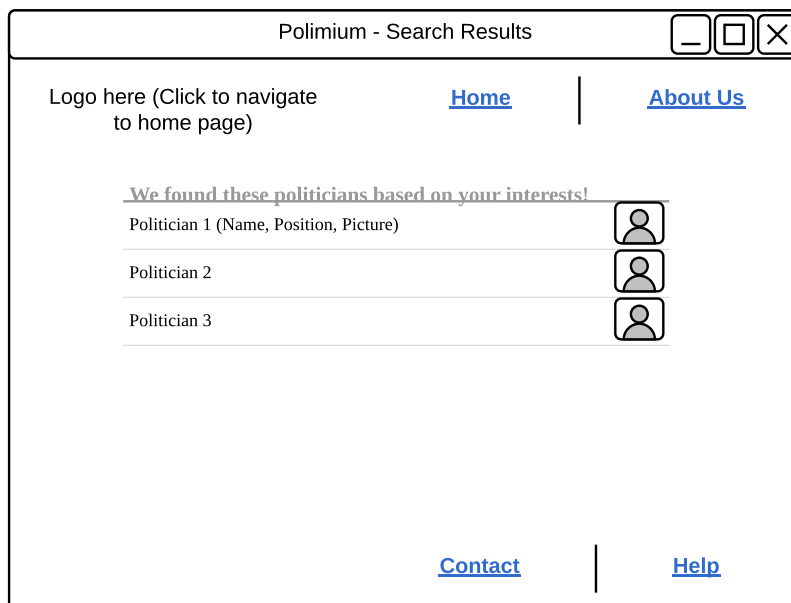 Polimium - Search Results
Logo here (Click to navigate
to home page)
Home
About Us
We found these politicians based on your interests!
Politician 1 (Name, Position, Picture)
Politician 2
Politician 3
Contact
Help